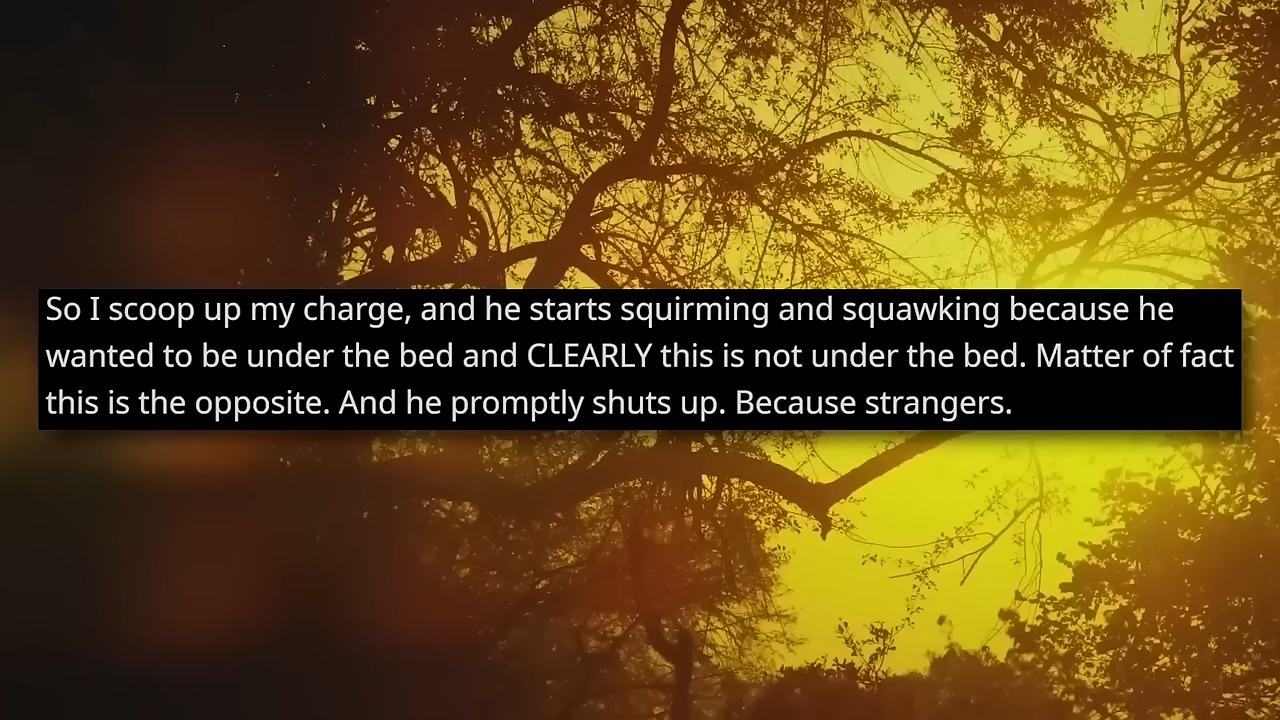 So I scoop up my charge, and he starts squirming and squawking because he
wanted to be under the bed and CLEARLY this is not under the bed. Matter of fact
this is the opposite. And he promptly shuts up. Because strangers.